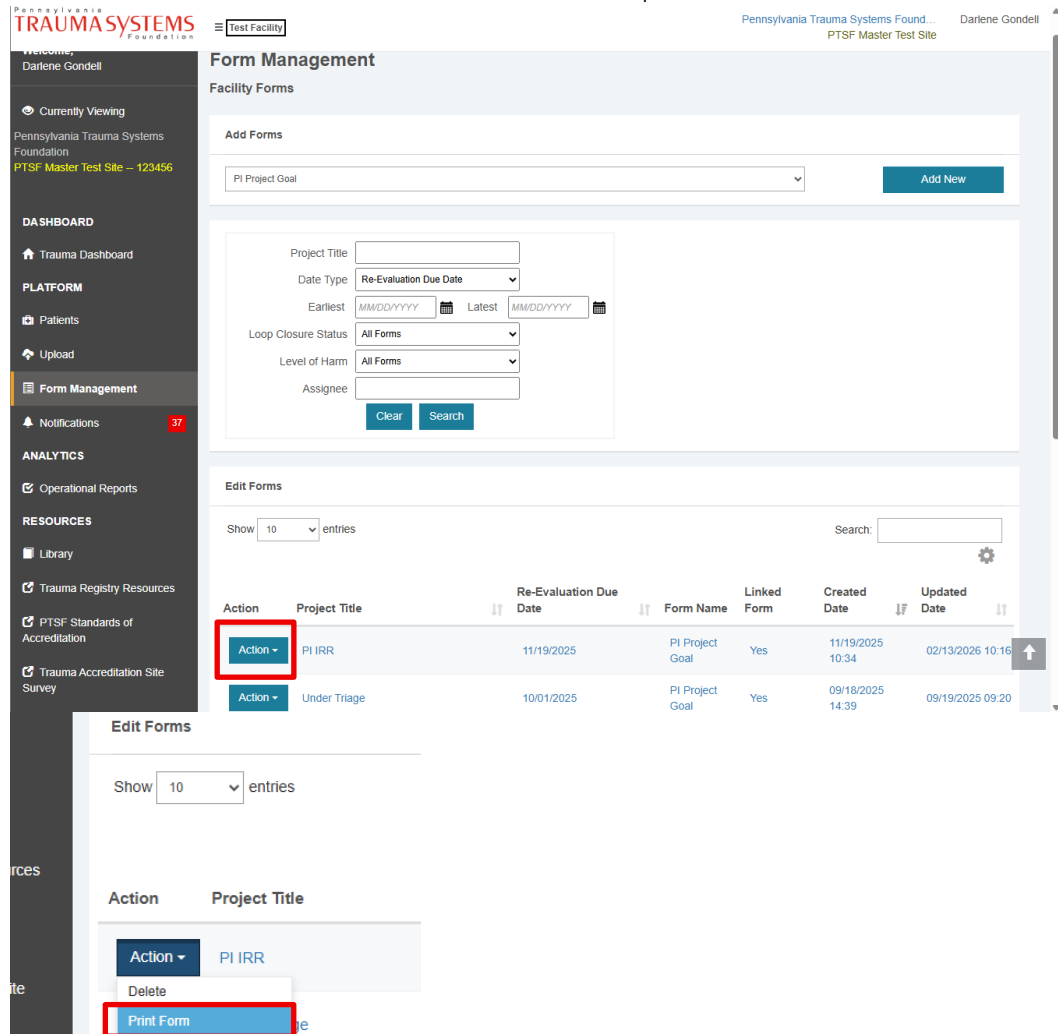 Pennsylvania
TRAUMA SYSTEMS
Foundation
Test Facility
Pennsylvania Trauma Systems Found...
Darlene Gondell
PTSF Master Test Site
Welcome,
Darlene Gondell
Currently Viewing
Pennsylvania Trauma Systems
Foundation
PTSF Master Test Site -- 123456
DASHBOARD
Trauma Dashboard
PLATFORM
Patients
Upload
Form Management
Notifications 37
ANALYTICS
Operational Reports
RESOURCES
Library
Trauma Registry Resources
PTSF Standards of
Accreditation
Trauma Accreditation Site
Survey
Form Management
Facility Forms
Add Forms
PI Project Goal
Add New
Project Title
Date Type Re-Evaluation Due Date
Earliest MM/DD/YYYY Latest MM/DD/YYYY
Loop Closure Status All Forms
Level of Harm All Forms
Assignee
Clear Search
Edit Forms
Show 10 entries
Search:
Action Project Title Re-Evaluation Due Date Form Name Linked Form Created Date Updated Date
Action PI IRR 11/19/2025 PI Project Goal Yes 11/19/2025 10:34 02/13/2026 10:16
Action Under Triage 10/01/2025 PI Project Goal Yes 09/18/2025 14:39 09/19/2025 09:20
Edit Forms
Show 10 entries
rces
Action Project Title
Action PI IRR
ite
Delete
Print Form
ge